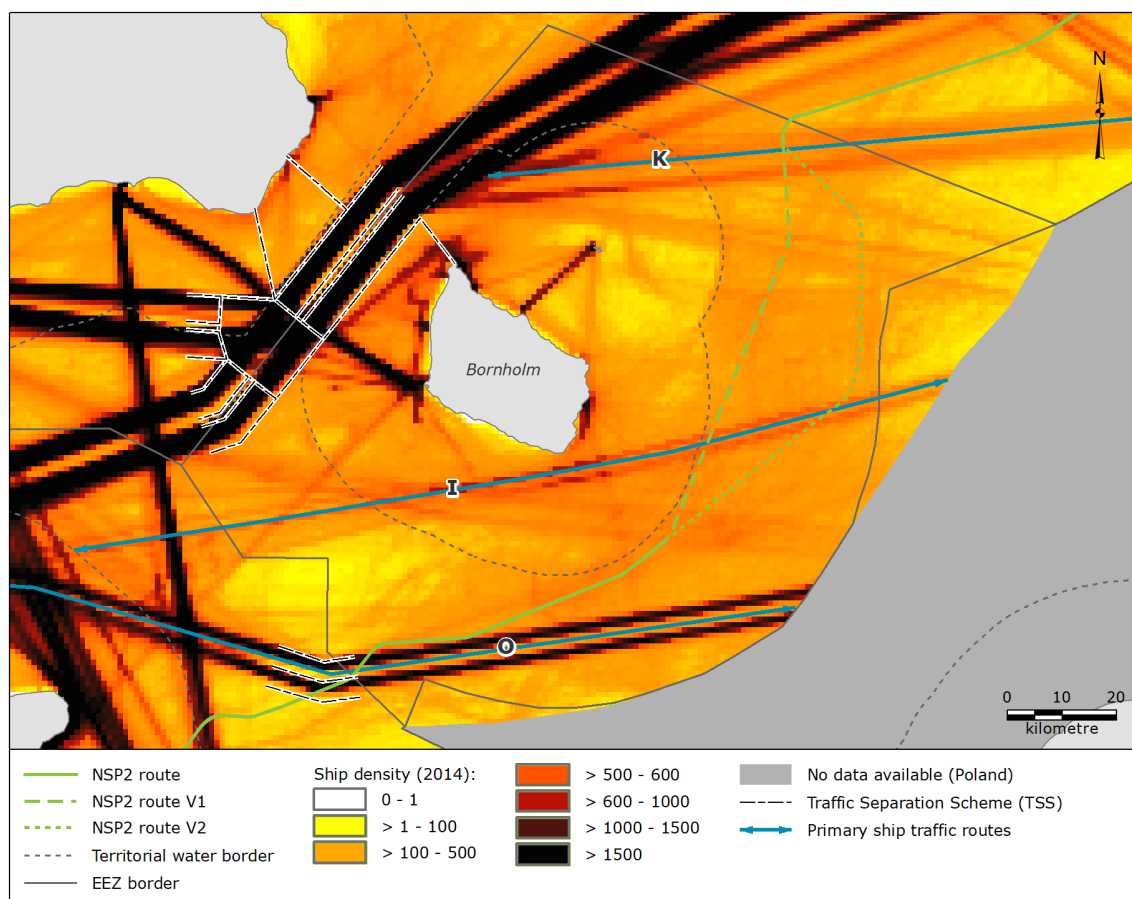 N
K
Bornholm
I
O
0 10 20
kilometre
NSP2 route
NSP2 route V1
NSP2 route V2
Territorial water border
EEZ border
Ship density (2014):
0 - 1
> 1 - 100
> 100 - 500
> 500 - 600
> 600 - 1000
> 1000 - 1500
> 1500
No data available (Poland)
Traffic Separation Scheme (TSS)
Primary ship traffic routes